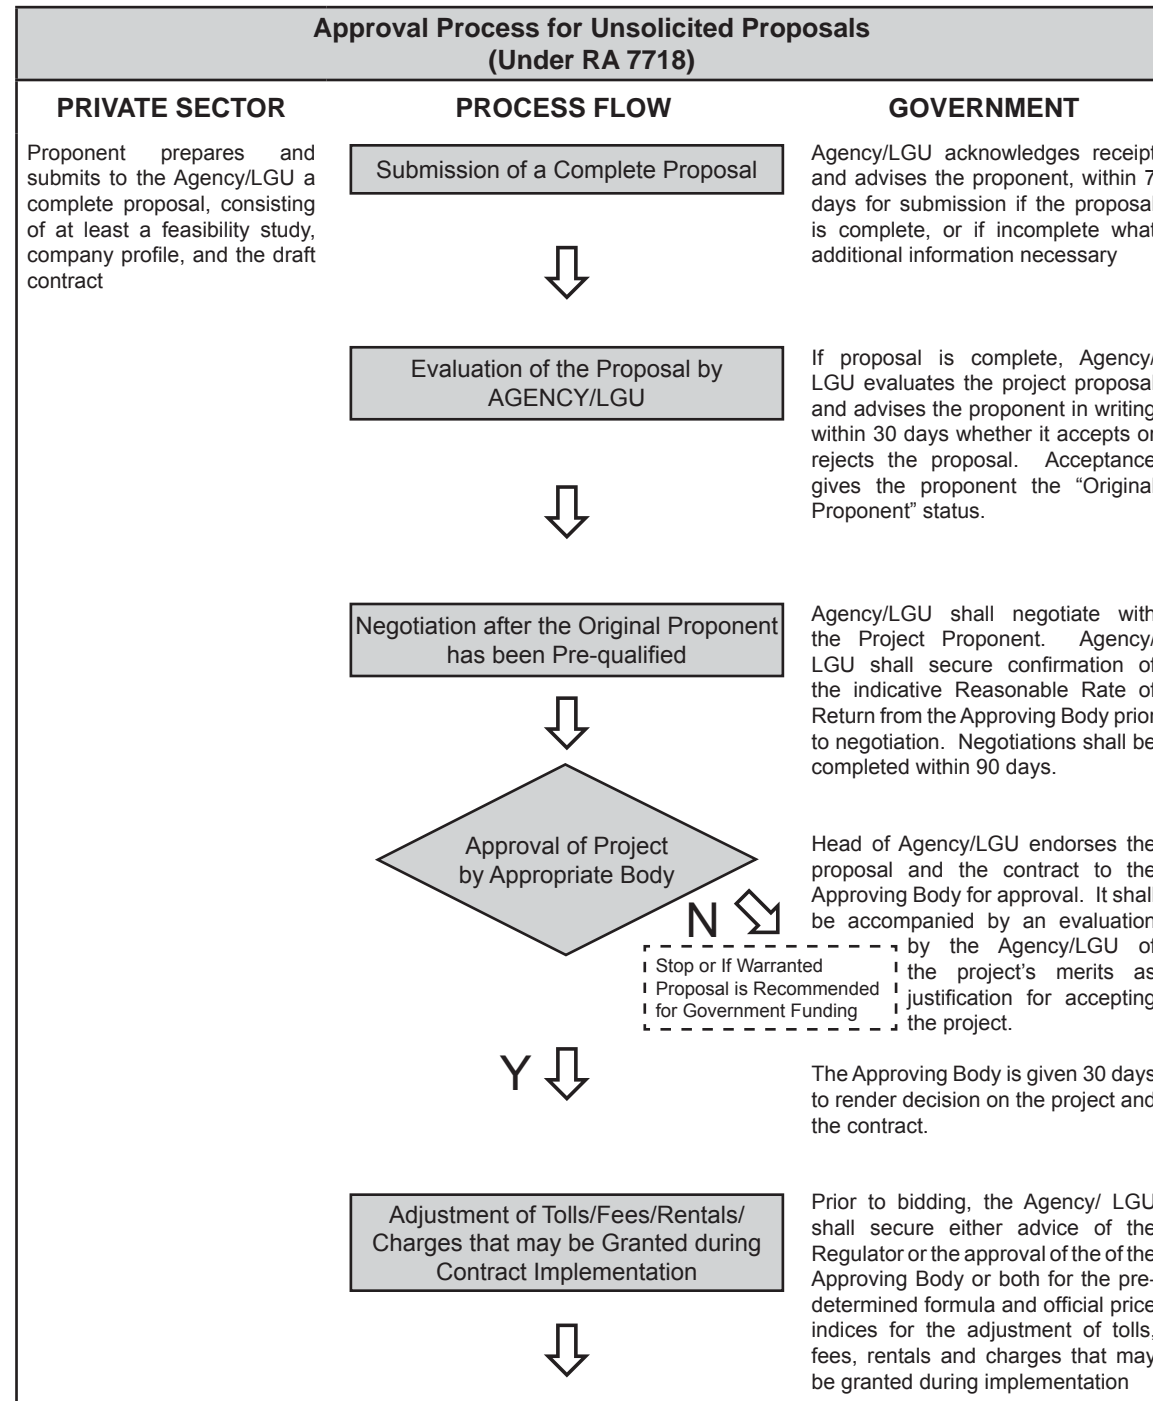 Approval Process for Unsolicited Proposals
(Under RA 7718)
PRIVATE SECTOR
PROCESS FLOW
GOVERNMENT
Proponent prepares and
submits to the Agency/LGU a
complete proposal, consisting
of at least a feasibility study,
company profile, and the draft
contract
Submission of a Complete Proposal
Agency/LGU acknowledges receipt
and advises the proponent, within 7
days for submission if the proposal
is complete, or if incomplete what
additional information necessary
Evaluation of the Proposal by
AGENCY/LGU
If proposal is complete, Agency/
LGU evaluates the project proposal
and advises the proponent in writing
within 30 days whether it accepts or
rejects the proposal. Acceptance
gives the proponent the “Original
Proponent” status.
Negotiation after the Original Proponent
has been Pre-qualified
Agency/LGU shall negotiate with
the Project Proponent. Agency/
LGU shall secure confirmation of
the indicative Reasonable Rate of
Return from the Approving Body prior
to negotiation. Negotiations shall be
completed within 90 days.
Approval of Project
by Appropriate Body
N
Stop or If Warranted
Proposal is Recommended
for Government Funding
Head of Agency/LGU endorses the
proposal and the contract to the
Approving Body for approval. It shall
be accompanied by an evaluation
by the Agency/LGU of
the project’s merits as
justification for accepting
the project.
Y
The Approving Body is given 30 days
to render decision on the project and
the contract.
Adjustment of Tolls/Fees/Rentals/
Charges that may be Granted during
Contract Implementation
Prior to bidding, the Agency/ LGU
shall secure either advice of the
Regulator or the approval of the of the
Approving Body or both for the pre-
determined formula and official price
indices for the adjustment of tolls,
fees, rentals and charges that may
be granted during implementation